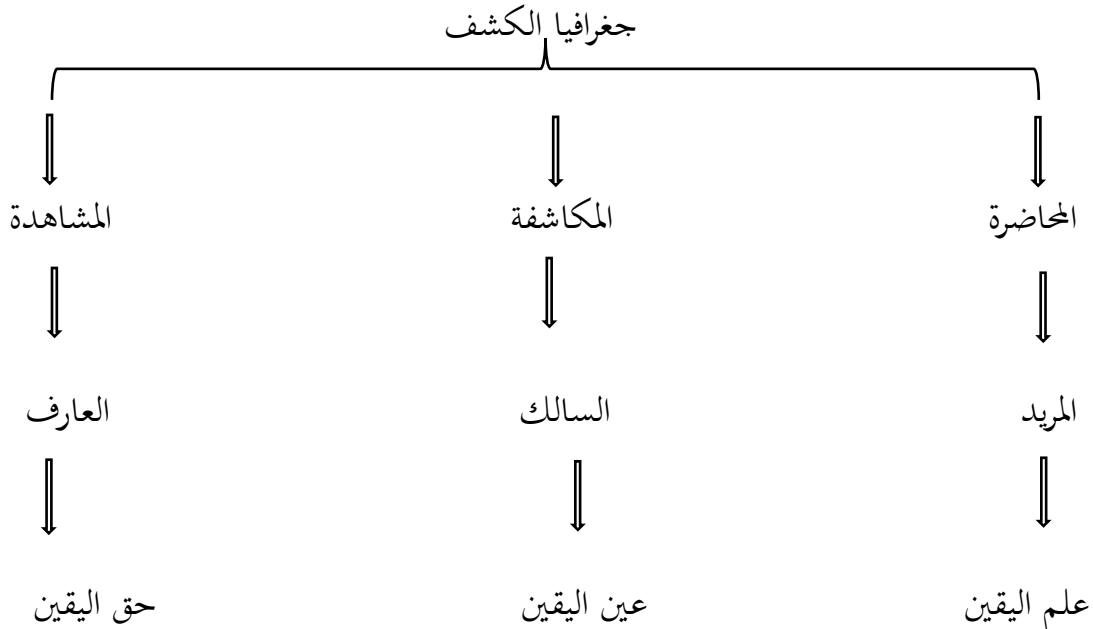 جغرافيا الكشف
المحاضرة المكاشفة المشاهدة
المريد السالك العارف
علم اليقين عين اليقين حق اليقين